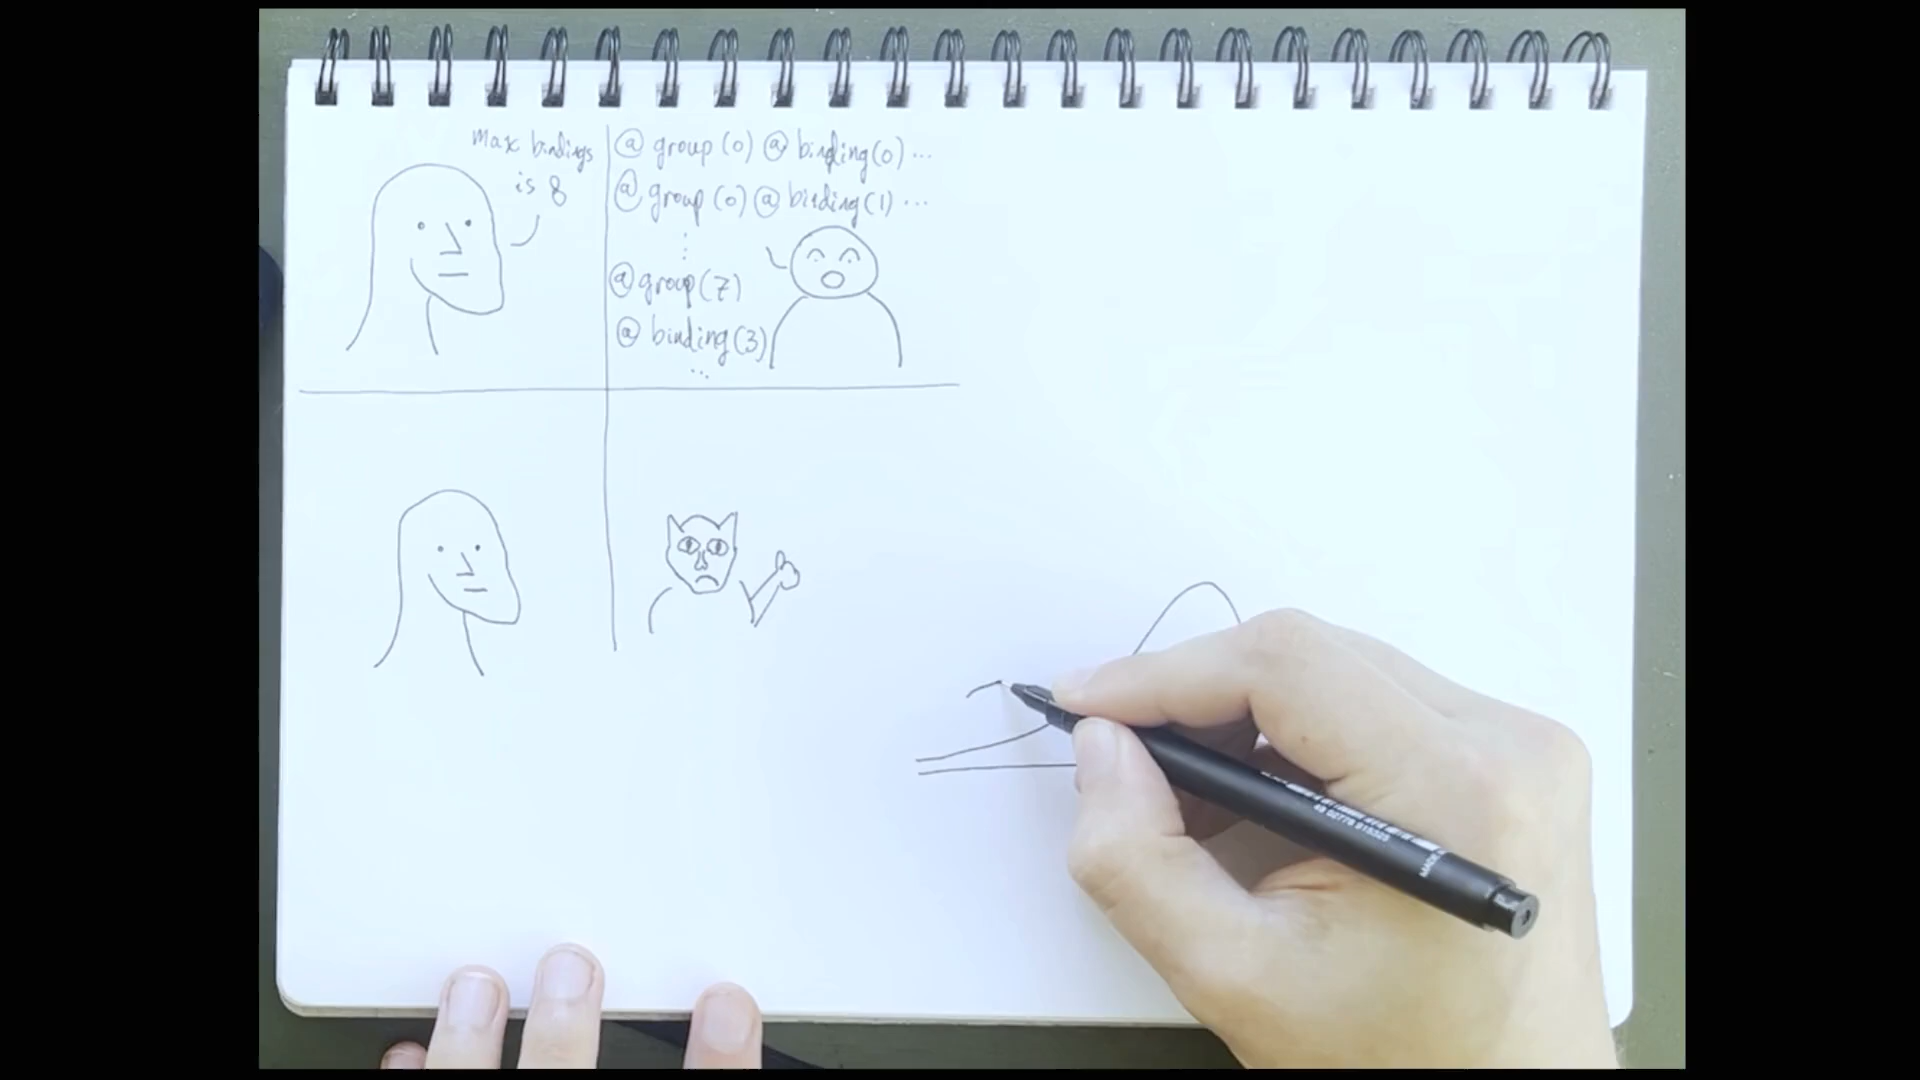 Max bindings
is 8
@ group (0) @ binding(0) ...
@ group (0) @ binding(1) ...
@ group(7)
@ binding(3)
...